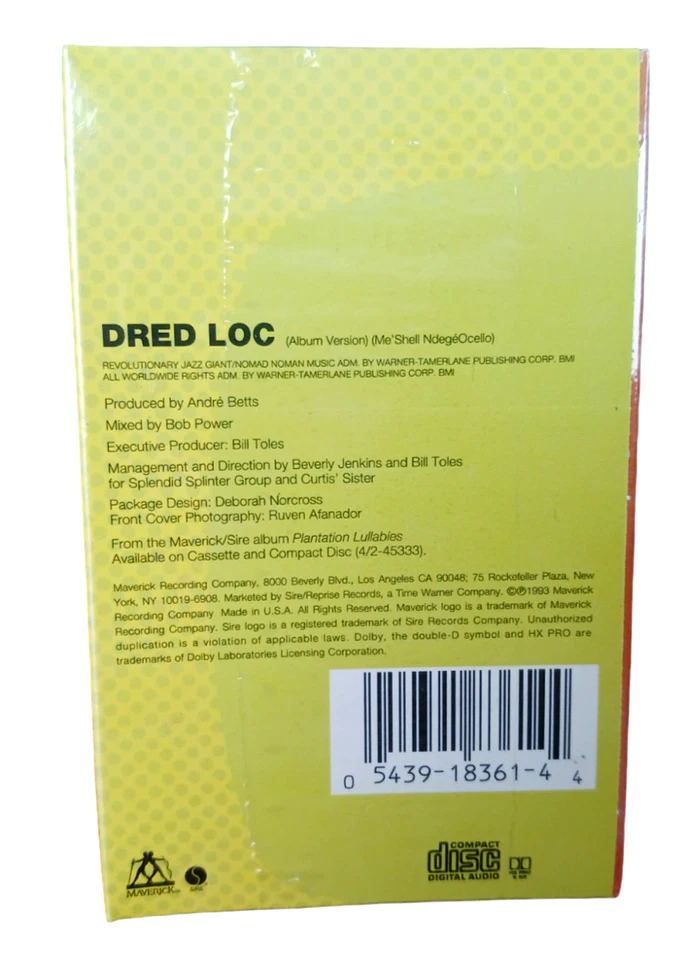 DRED LOC (Album Version) (Me'Shell NdegéOcello)
REVOLUTIONARY JAZZ GIANT/NOMAD NOMAN MUSIC ADM. BY WARNER-TAMERLANE PUBLISHING CORP. BMI
ALL WORLDWIDE RIGHTS ADM. BY WARNER-TAMERLANE PUBLISHING CORP. BMI
Produced by André Betts
Mixed by Bob Power
Executive Producer: Bill Toles
Management and Direction by Beverly Jenkins and Bill Toles
for Splendid Splinter Group and Curtis' Sister
Package Design: Deborah Norcross
Front Cover Photography: Ruven Afanador
From the Maverick/Sire album Plantation Lullabies
Available on Cassette and Compact Disc (4/2-45333).
Maverick Recording Company, 8000 Beverly Blvd., Los Angeles CA 90048; 75 Rockefeller Plaza, New
York, NY 10019-6908. Marketed by Sire/Reprise Records, a Time Warner Company. ©℗1993 Maverick
Recording Company. Made in U.S.A. All Rights Reserved. Maverick logo is a trademark of Maverick
Recording Company. Sire logo is a registered trademark of Sire Records Company. Unauthorized
duplication is a violation of applicable laws. Dolby, the double-D symbol and HX PRO are
trademarks of Dolby Laboratories Licensing Corporation.
0 5439-18361-4 4
MAVERICK
SIRE
COMPACT
disc
DIGITAL AUDIO